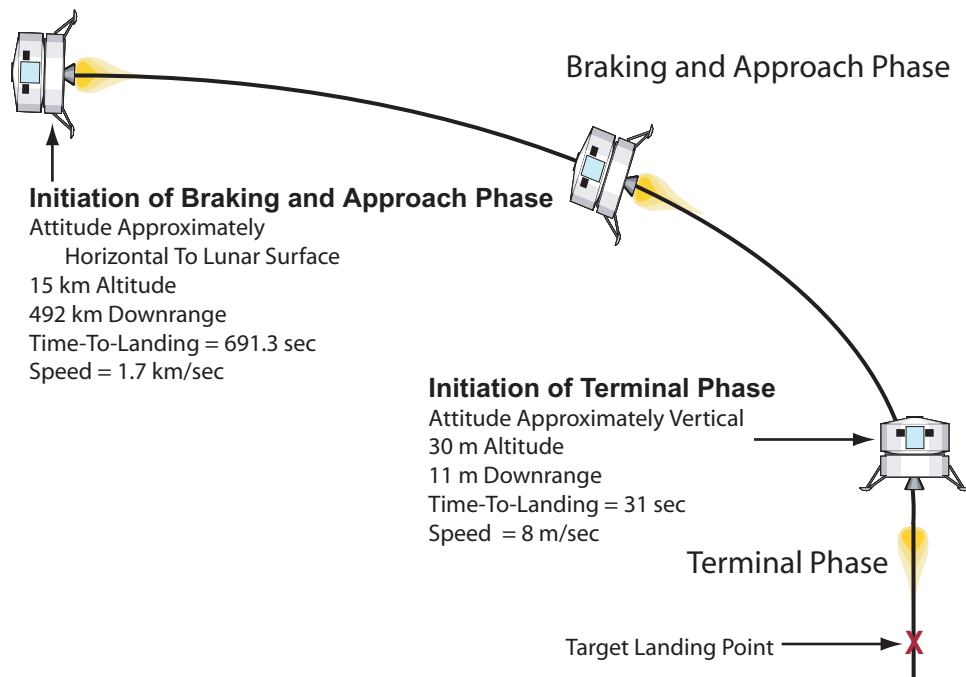 Braking and Approach Phase
Initiation of Braking and Approach Phase
Attitude Approximately
Horizontal To Lunar Surface
15 km Altitude
492 km Downrange
Time-To-Landing = 691.3 sec
Speed = 1.7 km/sec
Initiation of Terminal Phase
Attitude Approximately Vertical
30 m Altitude
11 m Downrange
Time-To-Landing = 31 sec
Speed = 8 m/sec
Terminal Phase
Target Landing Point
X